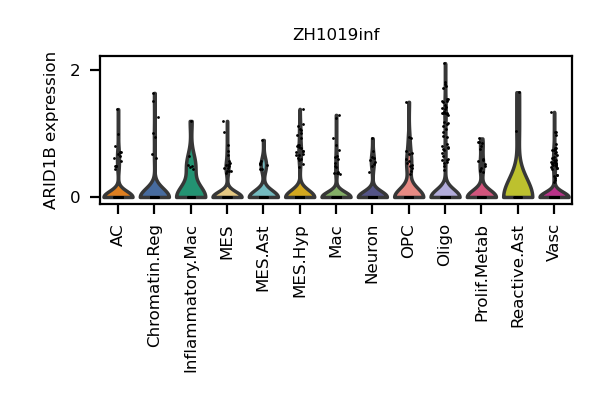 ZH1019inf
ARID1B expression
2
0
AC
Chromatin.Reg
Inflammatory.Mac
MES
MES.Ast
MES.Hyp
Mac
Neuron
OPC
Oligo
Prolif.Metab
Reactive.Ast
Vasc